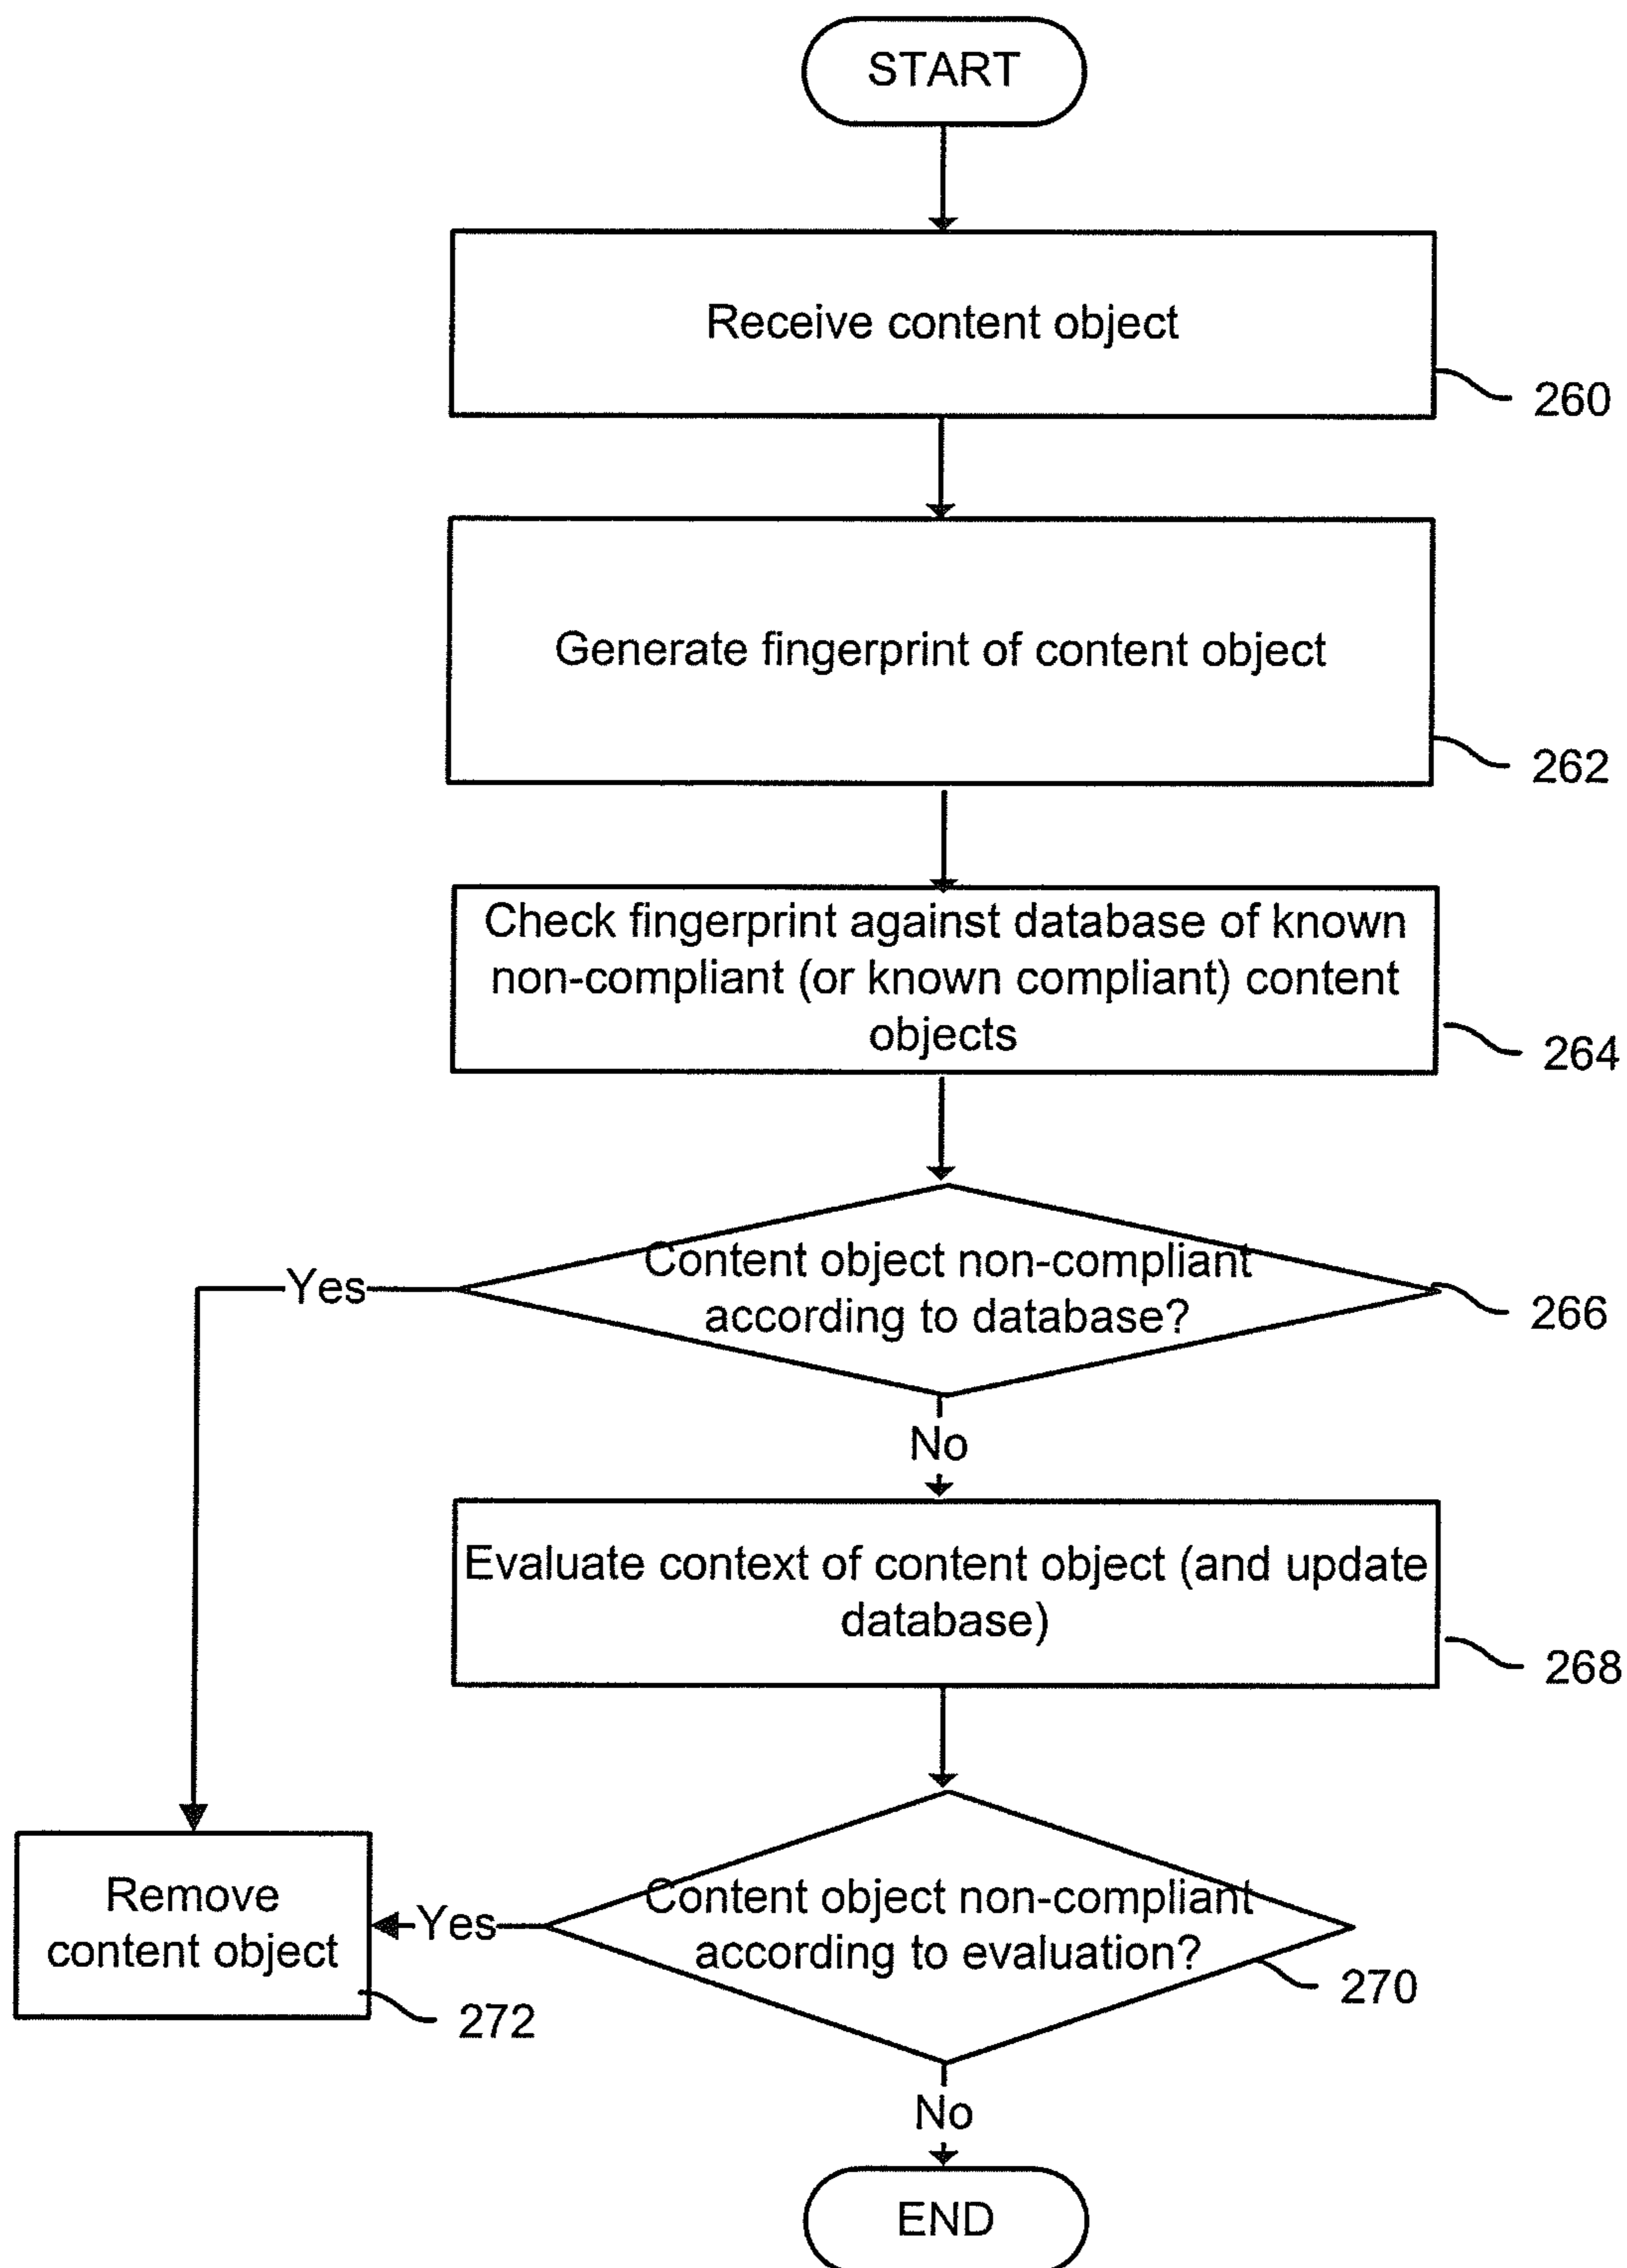 START
Receive content object
260
Generate fingerprint of content object
262
Check fingerprint against database of known
non-compliant (or known compliant) content
objects
264
Content object non-compliant
according to database?
266
Yes
No
Evaluate context of content object (and update
database)
268
Content object non-compliant
according to evaluation?
270
Yes
Remove
content object
272
No
END